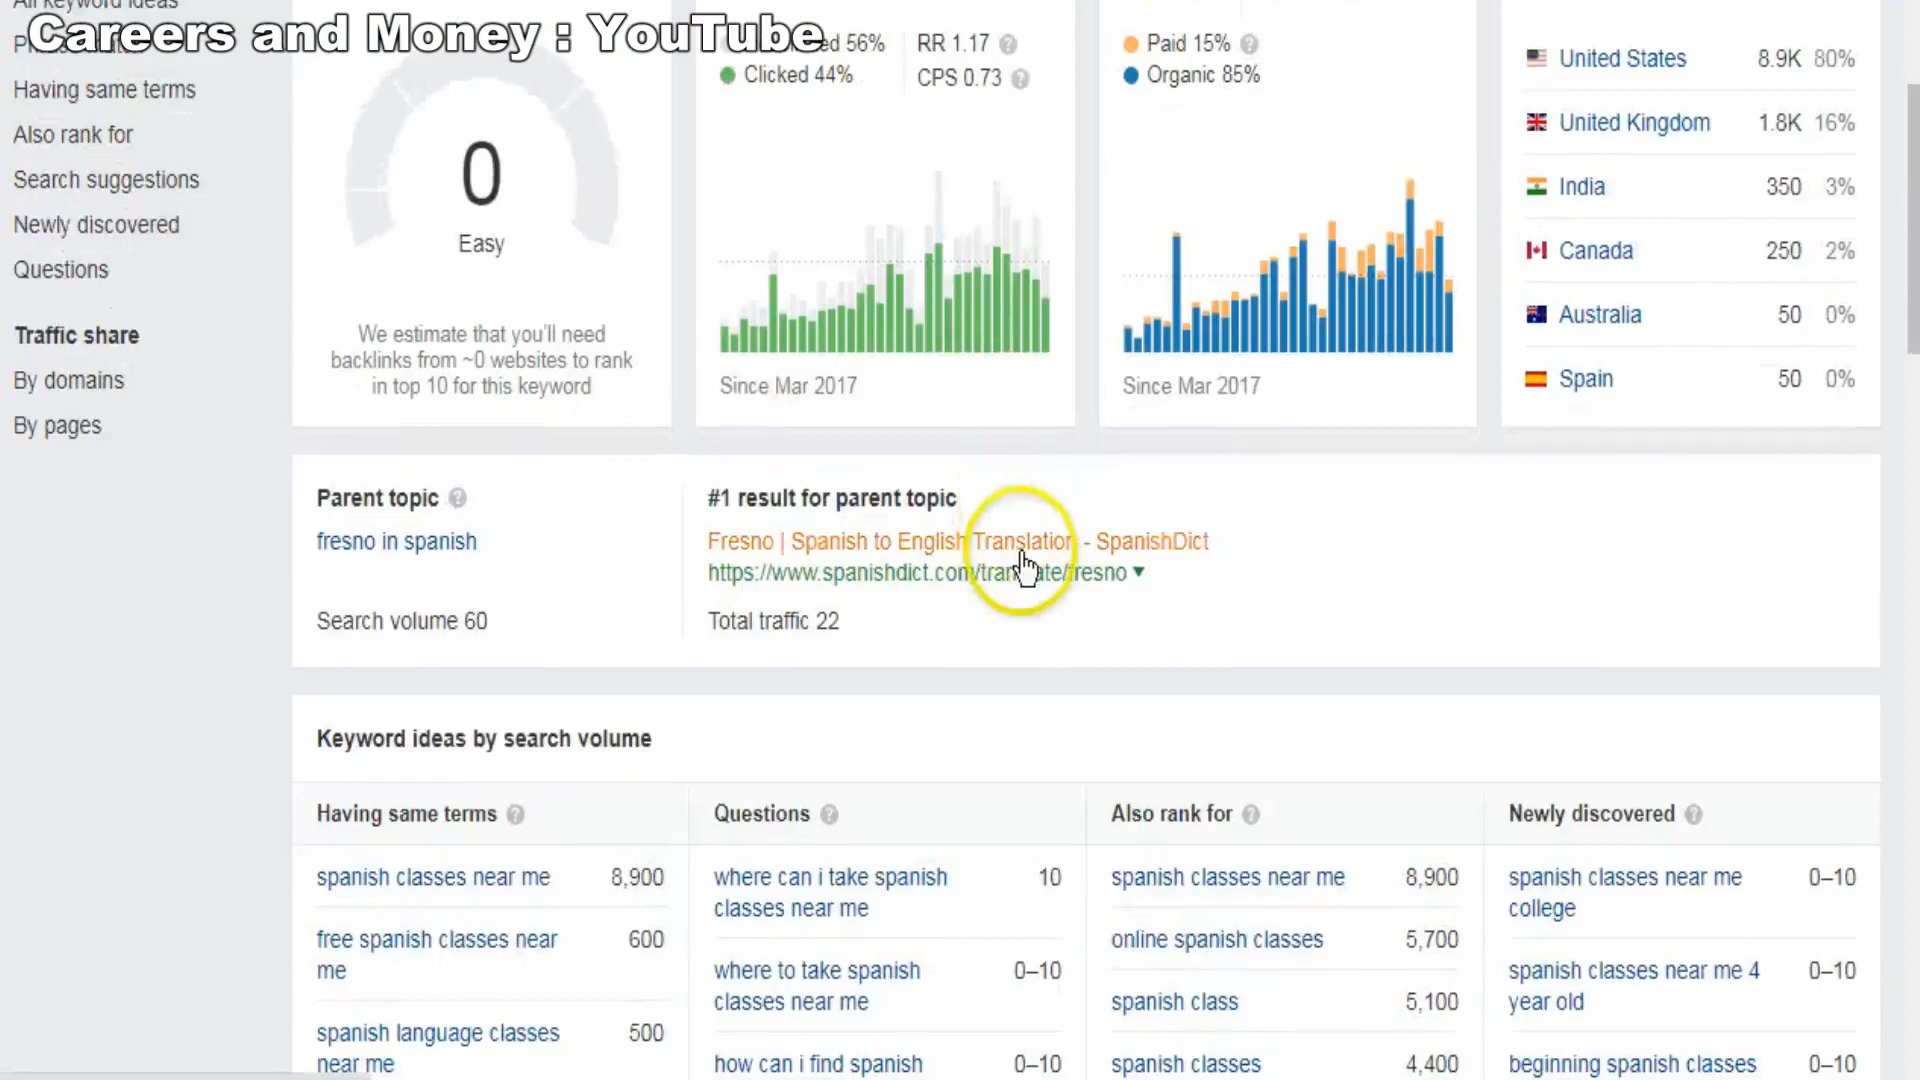 Careers and Money : YouTube
Having same terms
Also rank for
Search suggestions
Newly discovered
Questions
Traffic share
By domains
By pages
0
Easy
We estimate that you'll need
backlinks from ~0 websites to rank
in top 10 for this keyword
56%
Clicked 44%
RR 1.17
CPS 0.73
Since Mar 2017
Paid 15%
Organic 85%
Since Mar 2017
United States 8.9K 80%
United Kingdom 1.8K 16%
India 350 3%
Canada 250 2%
Australia 50 0%
Spain 50 0%
Parent topic
fresno in spanish
Search volume 60
#1 result for parent topic
Fresno | Spanish to English Translation - SpanishDict
https://www.spanishdict.com/translate/fresno
Total traffic 22
Keyword ideas by search volume
Having same terms
spanish classes near me 8,900
free spanish classes near 600
me
spanish language classes 500
near me
Questions
where can i take spanish 10
classes near me
where to take spanish 0–10
classes near me
how can i find spanish 0–10
Also rank for
spanish classes near me 8,900
online spanish classes 5,700
spanish class 5,100
spanish classes 4,400
Newly discovered
spanish classes near me 0–10
college
spanish classes near me 4 0–10
year old
beginning spanish classes 0–10